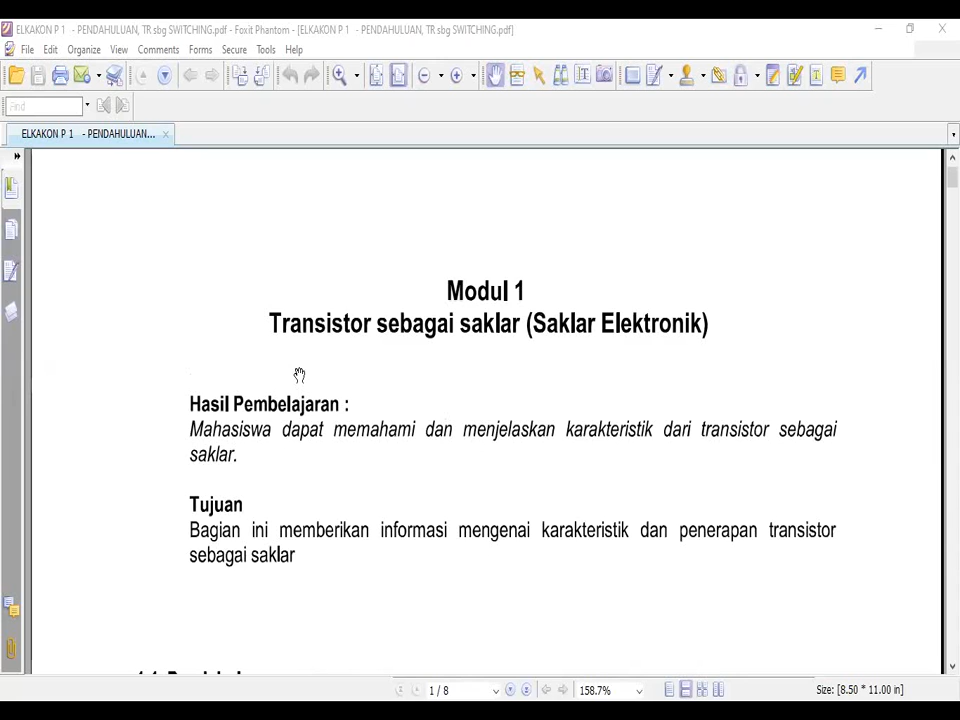 ELKAKON P 1 - PENDAHULUAN, TR sbg SWITCHING.pdf - Foxit Phantom - [ELKAKON P 1 - PENDAHULUAN, TR sbg SWITCHING.pdf]
File Edit Organize View Comments Forms Secure Tools Help
Find
ELKAKON P 1 - PENDAHULUAN...
Modul 1
Transistor sebagai saklar (Saklar Elektronik)
Hasil Pembelajaran :
Mahasiswa dapat memahami dan menjelaskan karakteristik dari transistor sebagai
saklar.
Tujuan
Bagian ini memberikan informasi mengenai karakteristik dan penerapan transistor
sebagai saklar
1 / 8
158.7%
Size: [8.50 * 11.00 in]